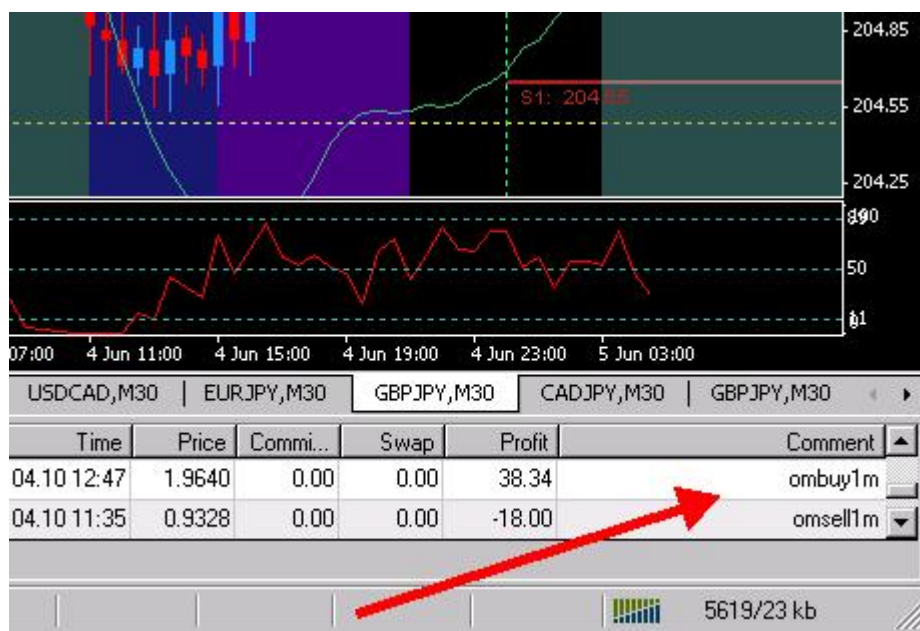 204.85
S1: 204.65
204.55
204.25
50
07:00 4 Jun 11:00 4 Jun 15:00 4 Jun 19:00 4 Jun 23:00 5 Jun 03:00
USDCAD,M30 EURJPY,M30 GBPJPY,M30 CADJPY,M30 GBPJPY,M30
Time Price Commi... Swap Profit Comment
04.10 12:47 1.9640 0.00 0.00 38.34 ombuy1m
04.10 11:35 0.9328 0.00 0.00 -18.00 omsell1m
5619/23 kb